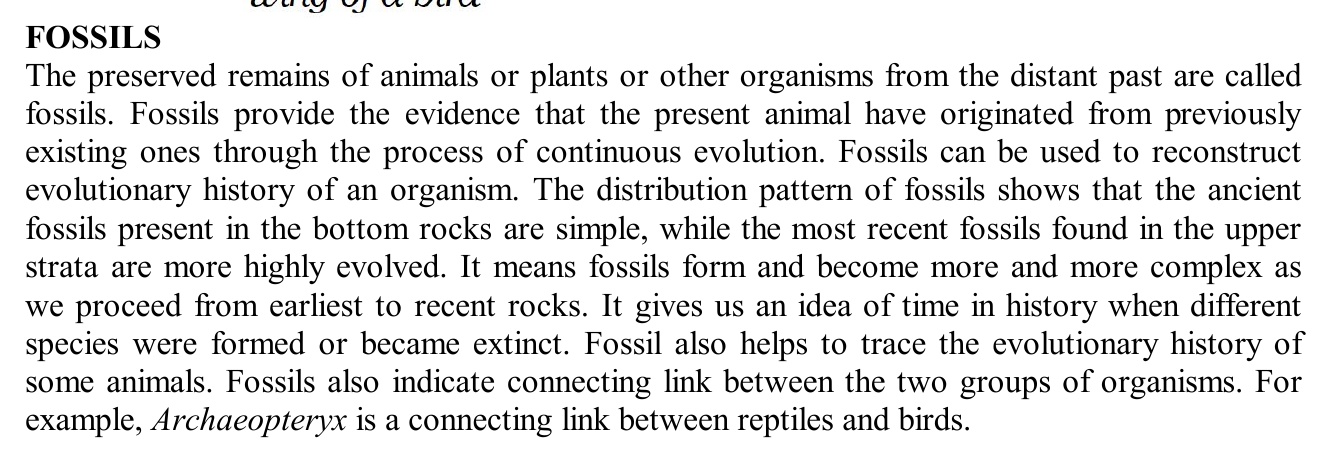 wing of a bird
FOSSILS
The preserved remains of animals or plants or other organisms from the distant past are called
fossils. Fossils provide the evidence that the present animal have originated from previously
existing ones through the process of continuous evolution. Fossils can be used to reconstruct
evolutionary history of an organism. The distribution pattern of fossils shows that the ancient
fossils present in the bottom rocks are simple, while the most recent fossils found in the upper
strata are more highly evolved. It means fossils form and become more and more complex as
we proceed from earliest to recent rocks. It gives us an idea of time in history when different
species were formed or became extinct. Fossil also helps to trace the evolutionary history of
some animals. Fossils also indicate connecting link between the two groups of organisms. For
example, Archaeopteryx is a connecting link between reptiles and birds.